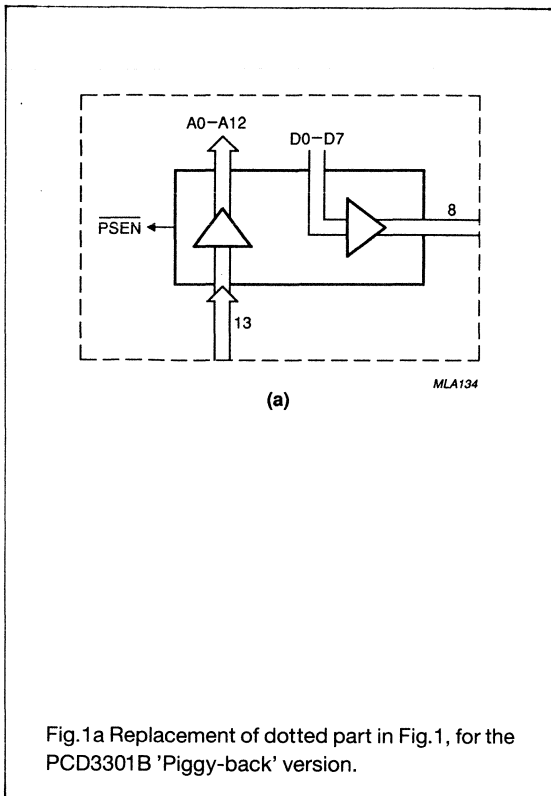 A0–A12
D0–D7
8
PSEN
13
MLA134
(a)
Fig.1a Replacement of dotted part in Fig.1, for the
PCD3301B 'Piggy-back' version.